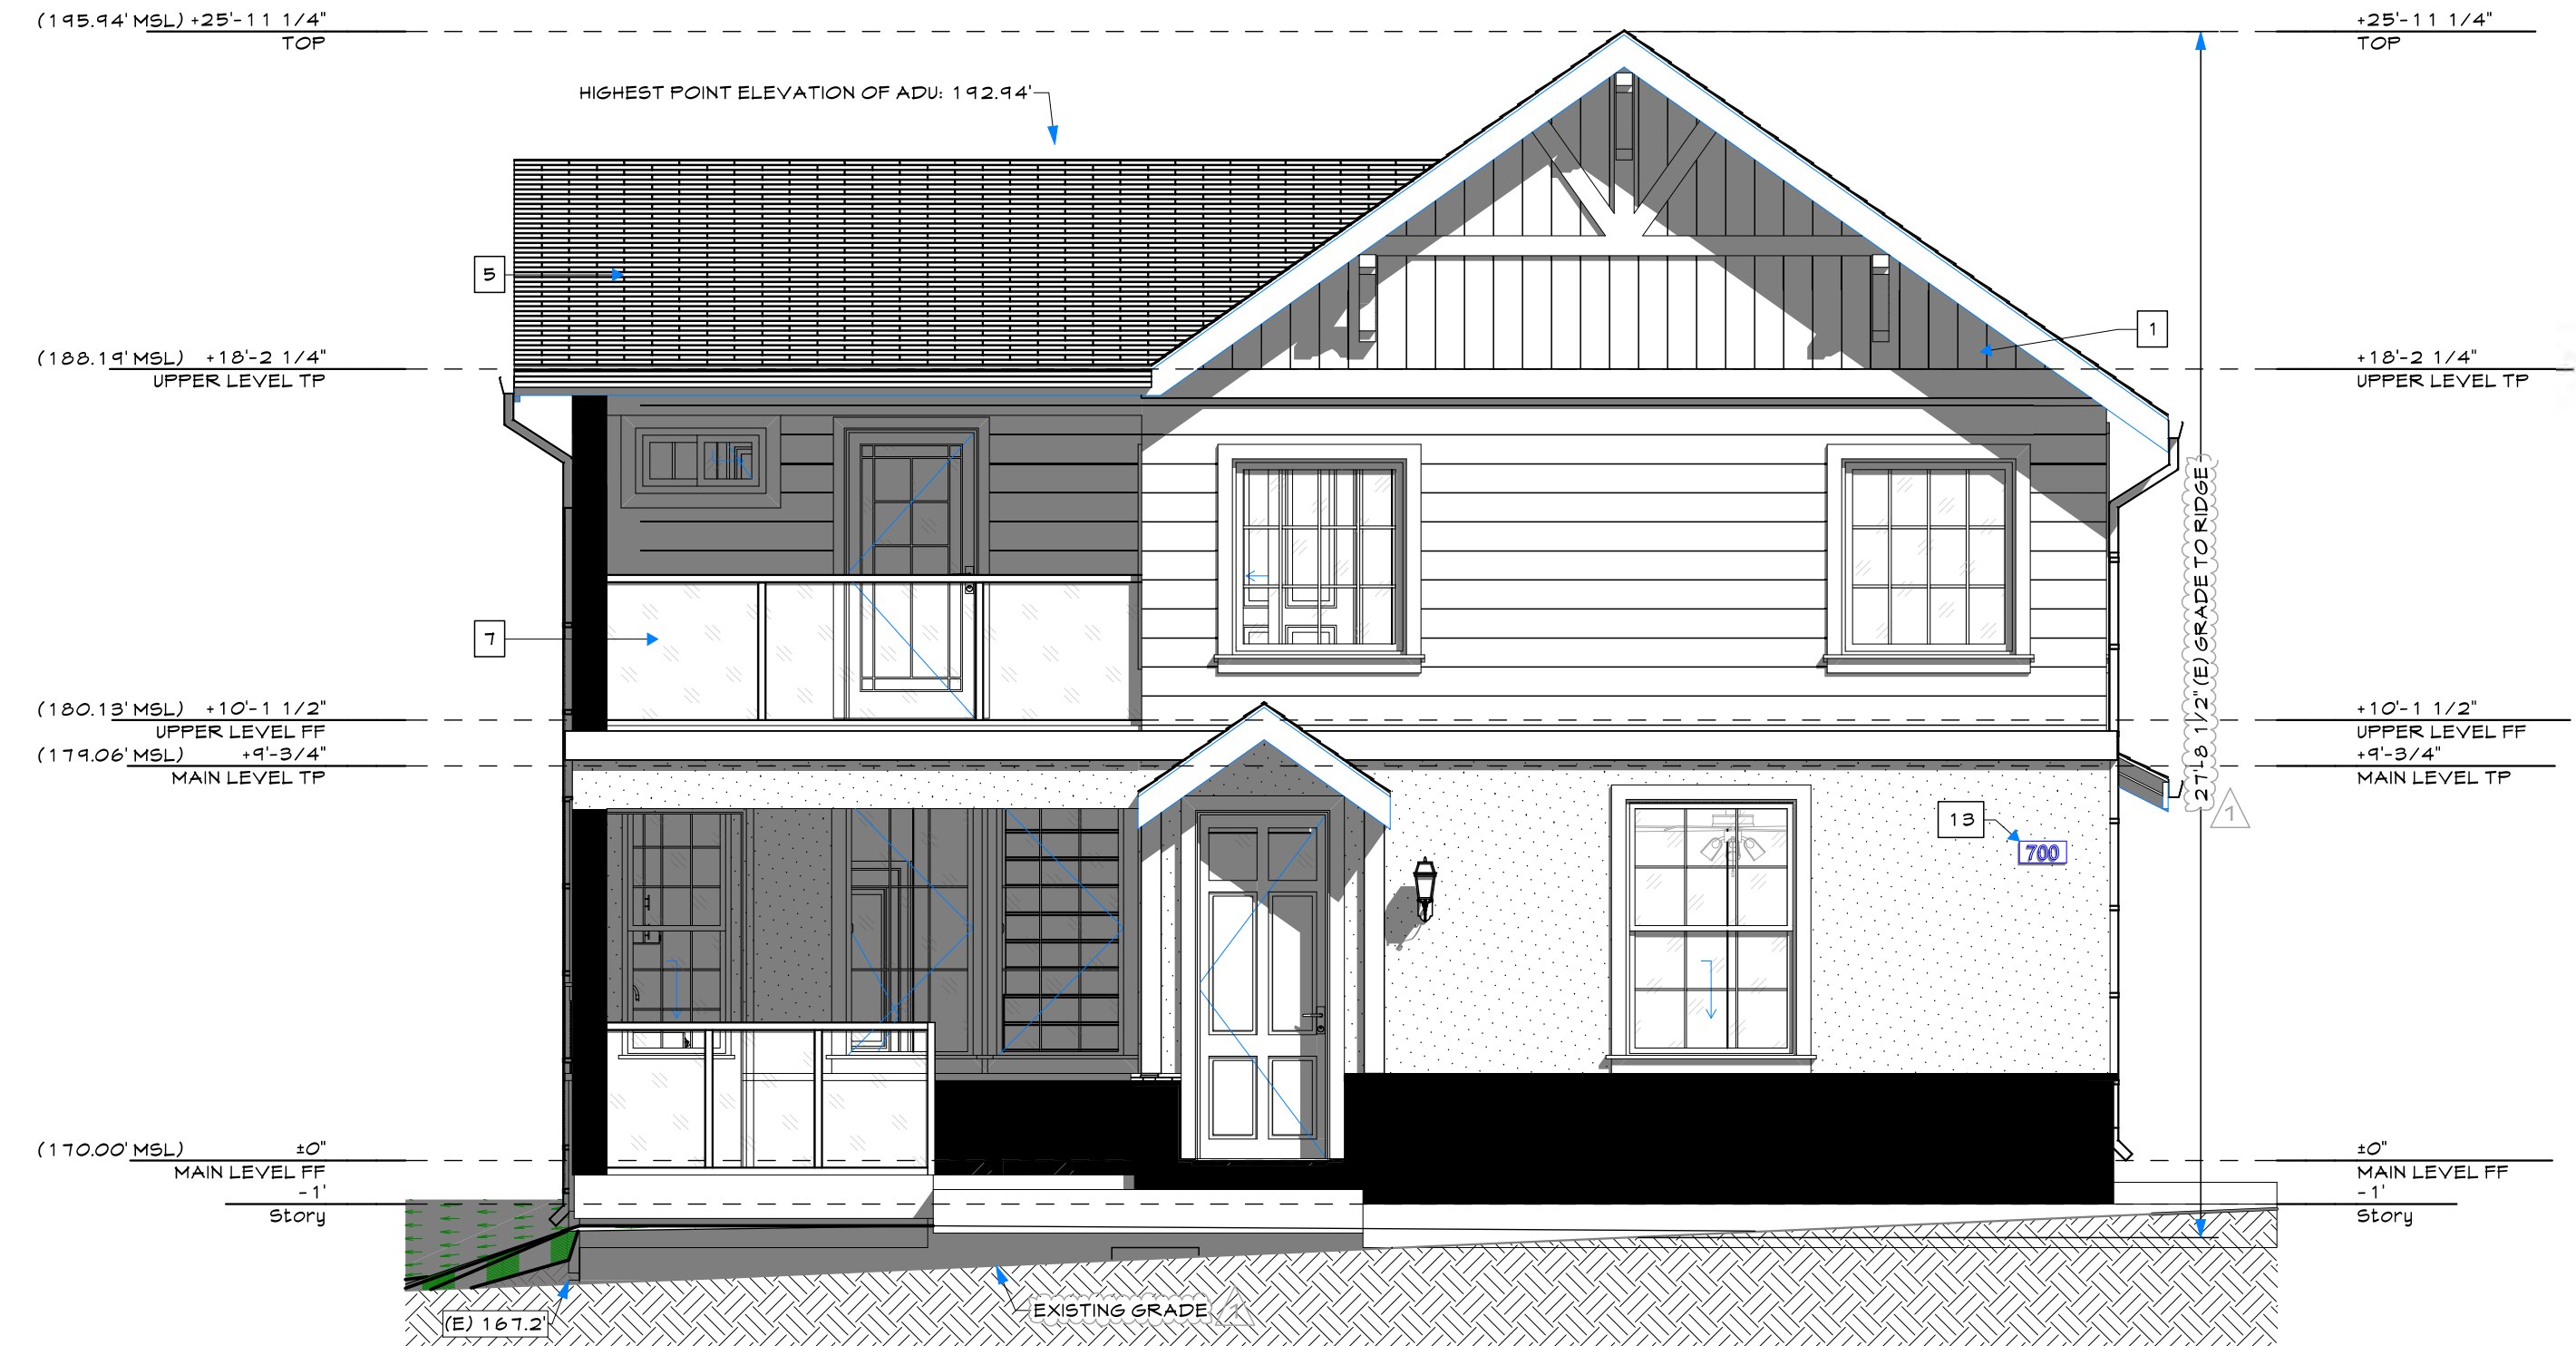 (195.94' MSL) +25'-11 1/4"
TOP
+25'-11 1/4"
TOP
HIGHEST POINT ELEVATION OF ADU: 192.94'
5
1
(188.19' MSL) +18'-2 1/4"
UPPER LEVEL TP
+18'-2 1/4"
UPPER LEVEL TP
27'-8 1/2" (E) GRADE TO RIDGE
1
7
(180.13' MSL) +10'-1 1/2"
UPPER LEVEL FF
+10'-1 1/2"
UPPER LEVEL FF
(179.06' MSL) +9'-3/4"
MAIN LEVEL TP
+9'-3/4"
MAIN LEVEL TP
13
700
(170.00' MSL) ±0"
MAIN LEVEL FF
±0"
MAIN LEVEL FF
-1'
Story
-1'
Story
(E) 167.2'
EXISTING GRADE
1